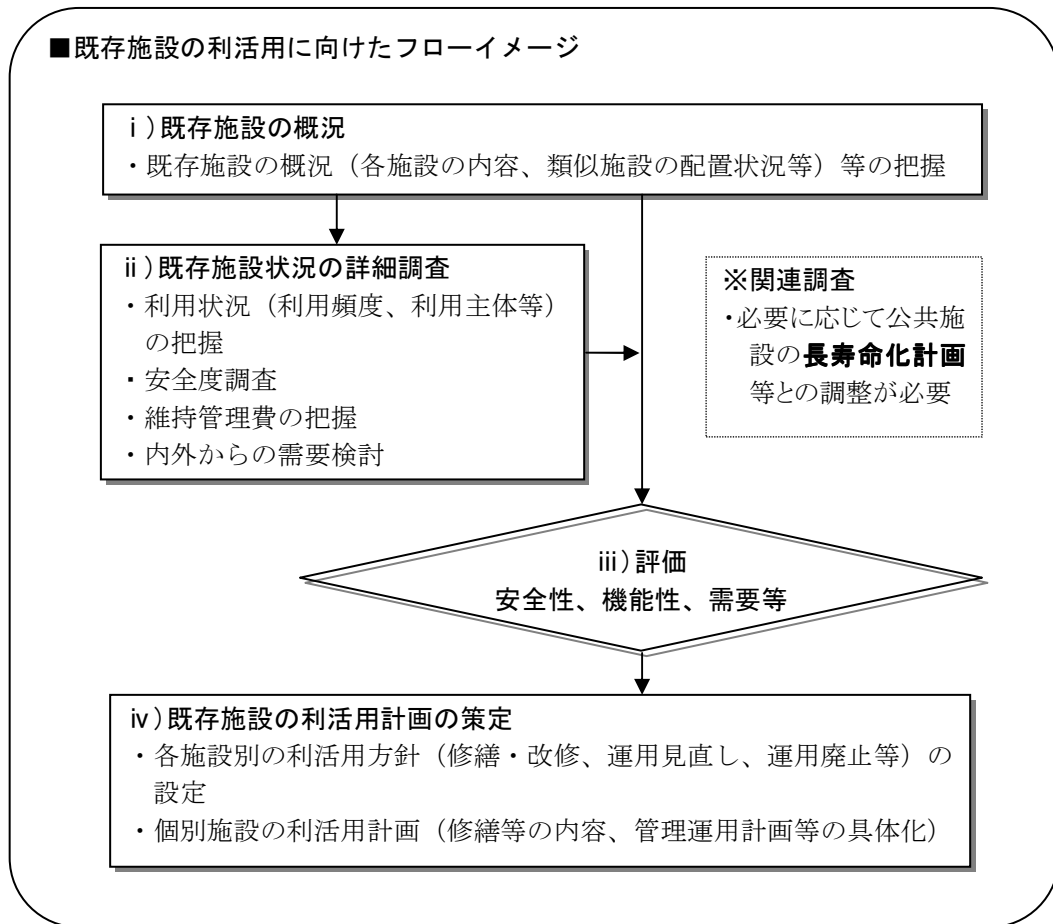 ■既存施設の利活用に向けたフローイメージ
ⅰ）既存施設の概況
・既存施設の概況（各施設の内容、類似施設の配置状況等）等の把握
ⅱ）既存施設状況の詳細調査
・利用状況（利用頻度、利用主体等）
の把握
・安全度調査
・維持管理費の把握
・内外からの需要検討
※関連調査
・必要に応じて公共施
設の長寿命化計画
等との調整が必要
ⅲ）評価
安全性、機能性、需要等
ⅳ）既存施設の利活用計画の策定
・各施設別の利活用方針（修繕・改修、運用見直し、運用廃止等）の
設定
・個別施設の利活用計画（修繕等の内容、管理運用計画等の具体化）